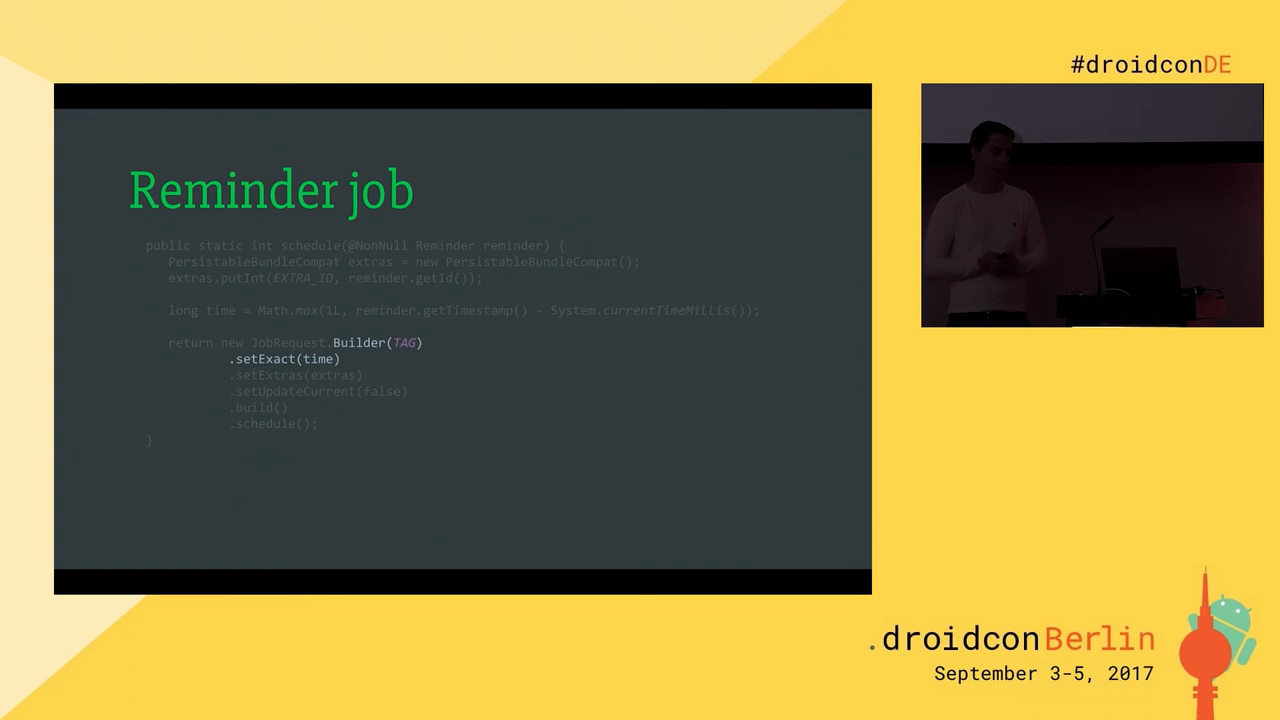 #droidconDE
Reminder job
public static int schedule(@NonNull Reminder reminder) {
PersistableBundleCompat extras = new PersistableBundleCompat();
extras.putInt(EXTRA_ID, reminder.getId());
long time = Math.max(1L, reminder.getTimestamp() - System.currentTimeMillis());
return new JobRequest.Builder(TAG)
.setExact(time)
.setExtras(extras)
.setUpdateCurrent(false)
.build()
.schedule();
}
.droidconBerlin
September 3-5, 2017